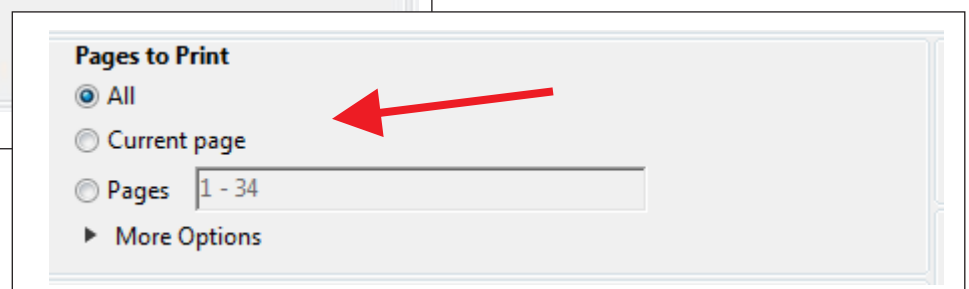 Pages to Print
All
Current page
Pages 1 - 34
More Options